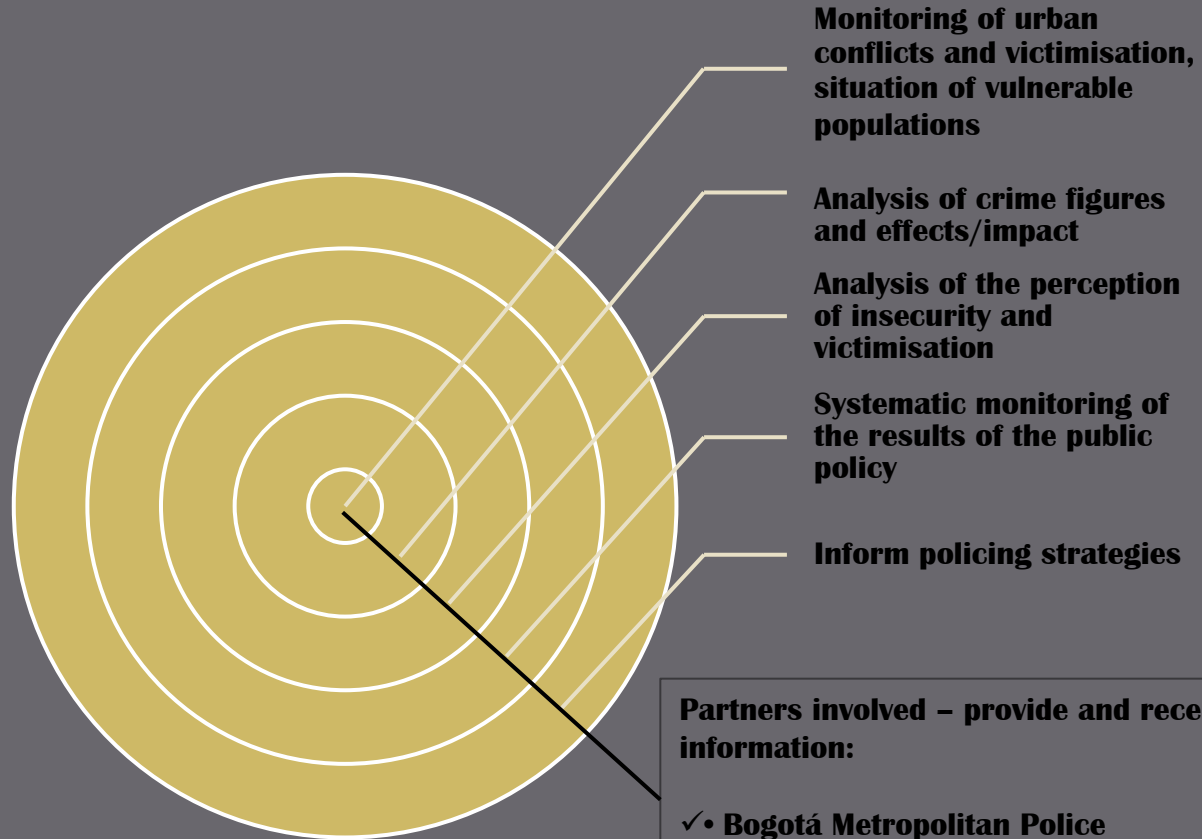 Monitoring of urban
conflicts and victimisation,
situation of vulnerable
populations
Analysis of crime figures
and effects/impact
Analysis of the perception
of insecurity and
victimisation
Systematic monitoring of
the results of the public
policy
Inform policing strategies
Partners involved – provide and rece
information:
✓• Bogotá Metropolitan Police